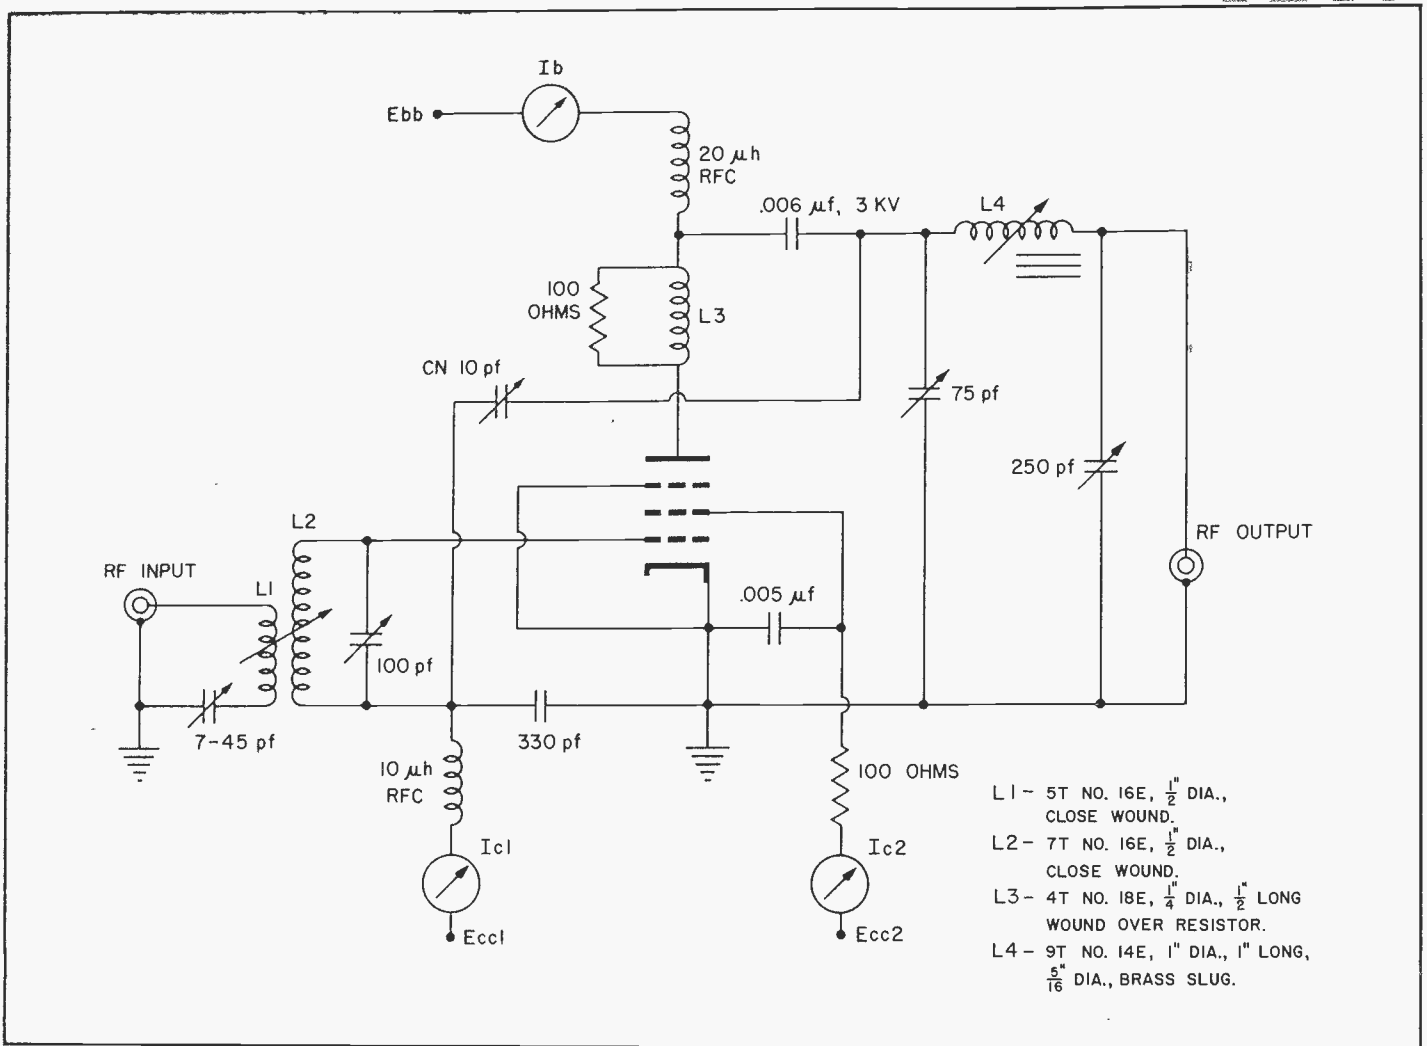 Ib
Ebb
20 μh
RFC
.006 μf, 3 KV
L4
100
OHMS
L3
CN 10 pf
75 pf
250 pf
L2
RF OUTPUT
RF INPUT
L1
.005 μf
100 pf
7-45 pf
330 pf
10 μh
RFC
100 OHMS
Ic1
Ic2
Ecc1
Ecc2
L1 - 5T NO. 16E, 1/2" DIA.,
CLOSE WOUND.
L2 - 7T NO. 16E, 1/2" DIA.,
CLOSE WOUND.
L3 - 4T NO. 18E, 1/4" DIA., 1/2" LONG
WOUND OVER RESISTOR.
L4 - 9T NO. 14E, 1" DIA., 1" LONG,
5/16" DIA., BRASS SLUG.